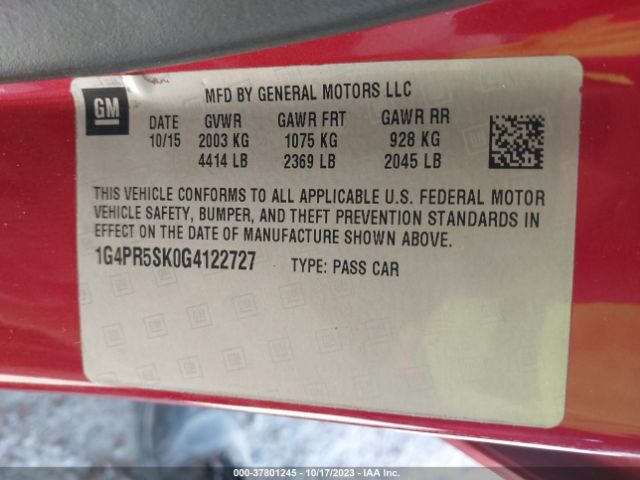 GM
MFD BY GENERAL MOTORS LLC
DATE GVWR GAWR FRT GAWR RR
10/15 2003 KG 1075 KG 928 KG
4414 LB 2369 LB 2045 LB
THIS VEHICLE CONFORMS TO ALL APPLICABLE U.S. FEDERAL MOTOR
VEHICLE SAFETY, BUMPER, AND THEFT PREVENTION STANDARDS IN
EFFECT ON THE DATE OF MANUFACTURE SHOWN ABOVE.
1G4PR5SK0G4122727 TYPE: PASS CAR
000-37801245 - 10/17/2023 - IAA Inc.